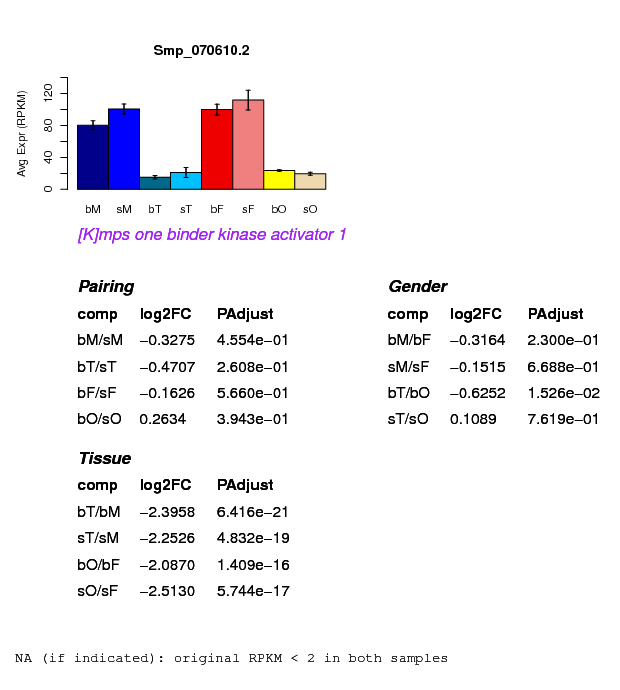 Smp_070610.2
Avg Expr (RPKM)
0 40 80 120
bM sM bT sT bF sF bO sO
[K]mps one binder kinase activator 1
Pairing
comp log2FC PAdjust
bM/sM −0.3275 4.554e−01
bT/sT −0.4707 2.608e−01
bF/sF −0.1626 5.660e−01
bO/sO 0.2634 3.943e−01
Gender
comp log2FC PAdjust
bM/bF −0.3164 2.300e−01
sM/sF −0.1515 6.688e−01
bT/bO −0.6252 1.526e−02
sT/sO 0.1089 7.619e−01
Tissue
comp log2FC PAdjust
bT/bM −2.3958 6.416e−21
sT/sM −2.2526 4.832e−19
bO/bF −2.0870 1.409e−16
sO/sF −2.5130 5.744e−17
NA (if indicated): original RPKM < 2 in both samples